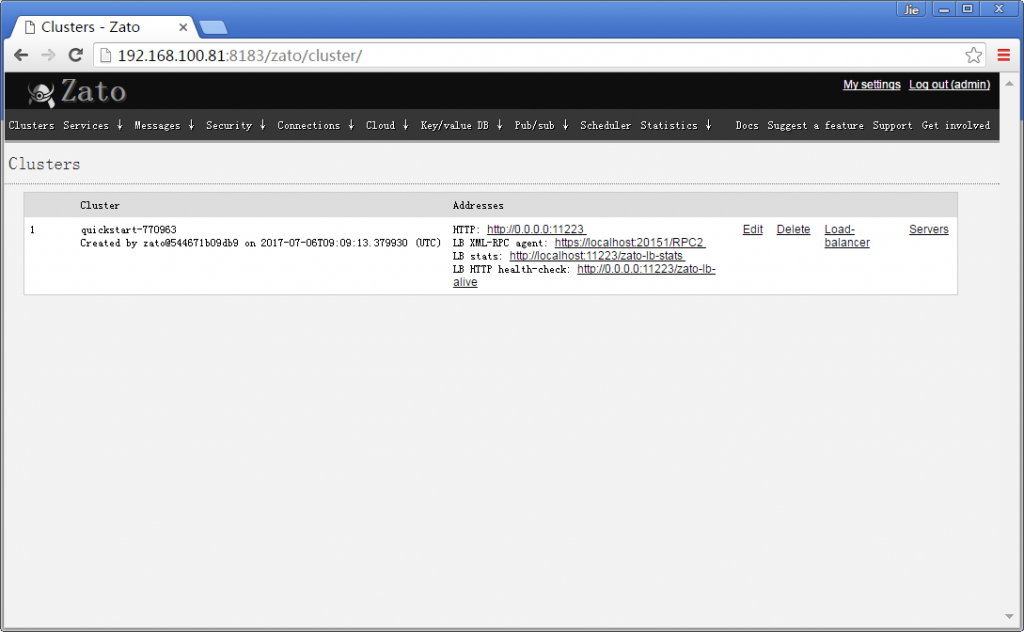 Jie
Clusters - Zato
192.168.100.81:8183/zato/cluster/
Zato
My settings Log out (admin)
Clusters Services ↓ Messages ↓ Security ↓ Connections ↓ Cloud ↓ Key/value DB ↓ Pub/sub ↓ Scheduler Statistics ↓ Docs Suggest a feature Support Get involved
Clusters
Cluster Addresses
1 quickstart-770963 HTTP: http://0.0.0.0:11223 Edit Delete Load- Servers
Created by zato@544671b09db9 on 2017-07-06T09:09:13.379930 (UTC) LB XML-RPC agent: https://localhost:20151/RPC2 balancer
LB stats: http://localhost:11223/zato-lb-stats
LB HTTP health-check: http://0.0.0.0:11223/zato-lb-
alive